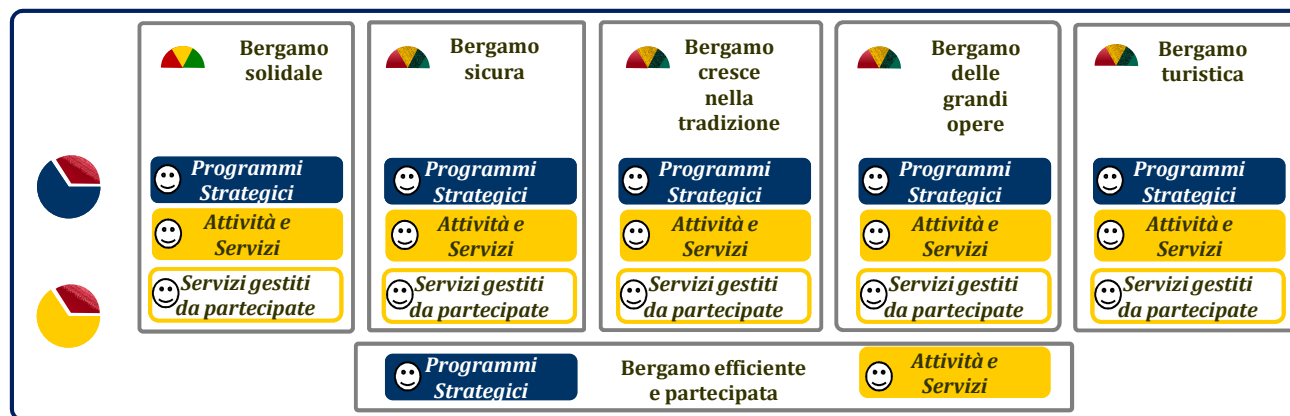 Bergamo
solidale
Programmi
Strategici
Attività e
Servizi
Servizi gestiti
da partecipate
Bergamo
sicura
Programmi
Strategici
Attività e
Servizi
Servizi gestiti
da partecipate
Bergamo
cresce
nella
tradizione
Programmi
Strategici
Attività e
Servizi
Servizi gestiti
da partecipate
Bergamo
delle
grandi
opere
Programmi
Strategici
Attività e
Servizi
Servizi gestiti
da partecipate
Bergamo
turistica
Programmi
Strategici
Attività e
Servizi
Servizi gestiti
da partecipate
Programmi
Strategici
Bergamo efficiente
e partecipata
Attività e
Servizi